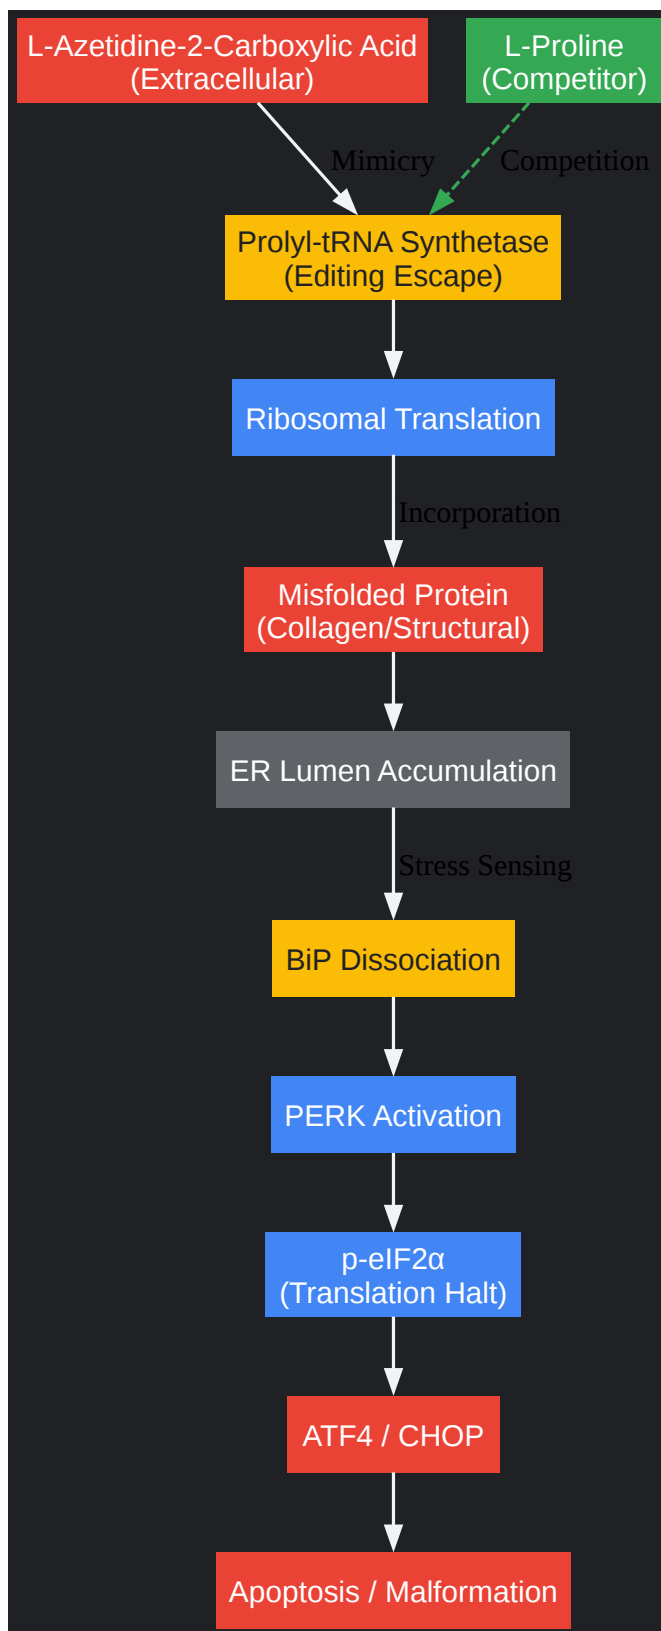 L-Azetidine-2-Carboxylic Acid
(Extracellular)
L-Proline
(Competitor)
Mimicry
Competition
Prolyl-tRNA Synthetase
(Editing Escape)
Ribosomal Translation
Incorporation
Misfolded Protein
(Collagen/Structural)
ER Lumen Accumulation
Stress Sensing
BiP Dissociation
PERK Activation
p-eIF2α
(Translation Halt)
ATF4 / CHOP
Apoptosis / Malformation